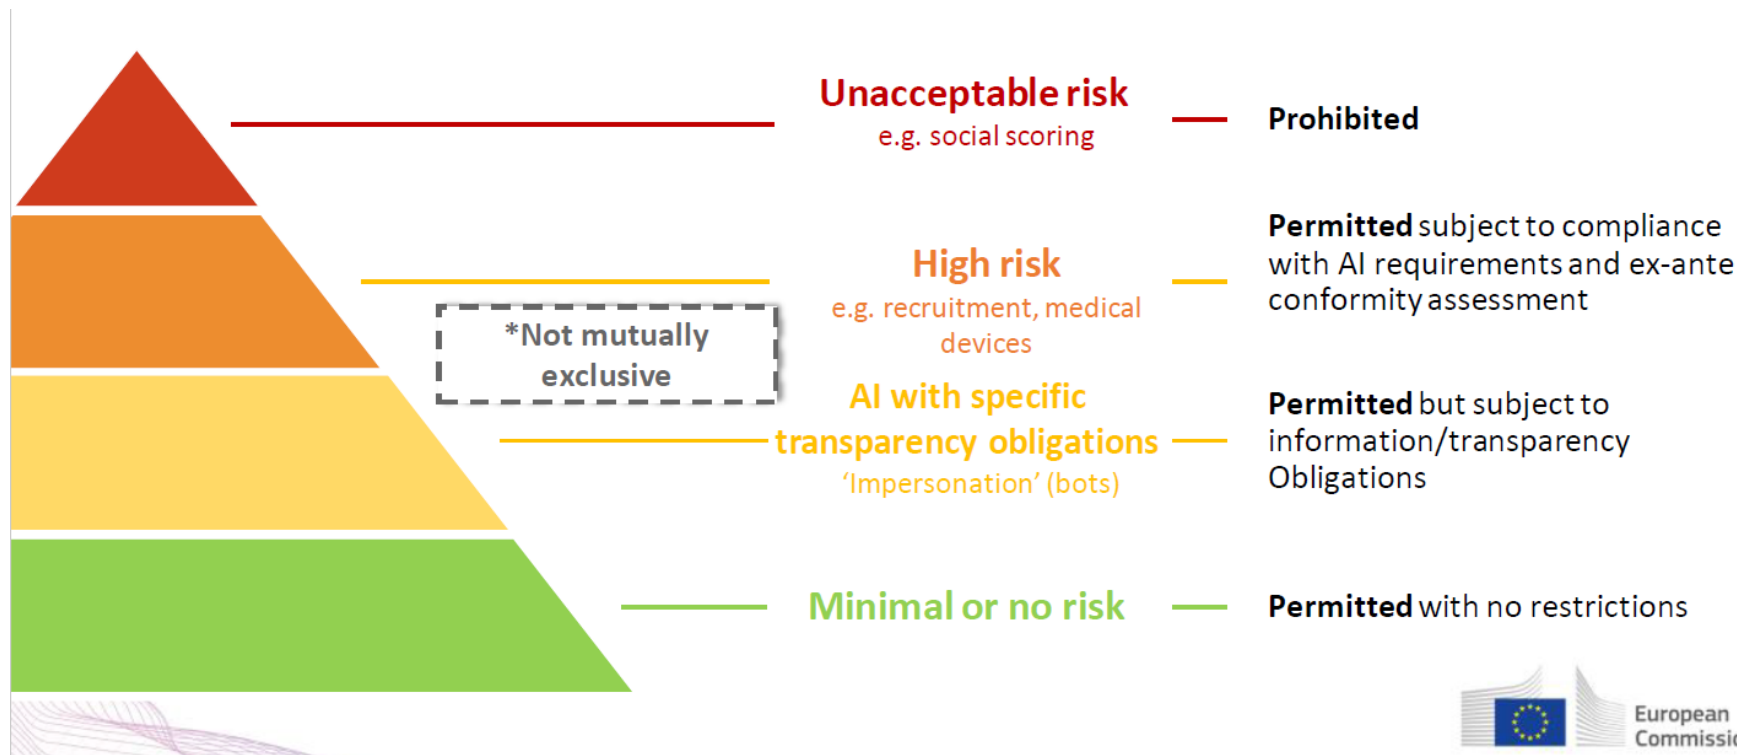 Unacceptable risk
e.g. social scoring
Prohibited
High risk
e.g. recruitment, medical
devices
Permitted subject to compliance
with AI requirements and ex-ante
conformity assessment
*Not mutually
exclusive
AI with specific
transparency obligations
‘Impersonation’ (bots)
Permitted but subject to
information/transparency
Obligations
Minimal or no risk
Permitted with no restrictions
European